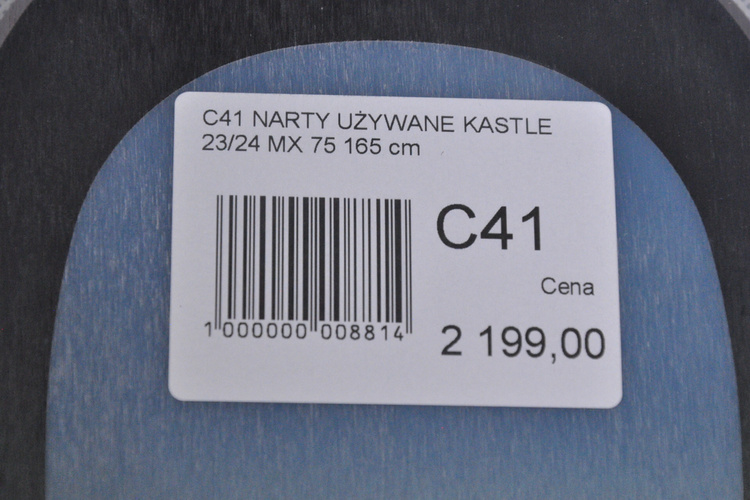 C41 NARTY UŻYWANE KASTLE
23/24 MX 75 165 cm
C41
Cena
2 199,00
1 000000 008814